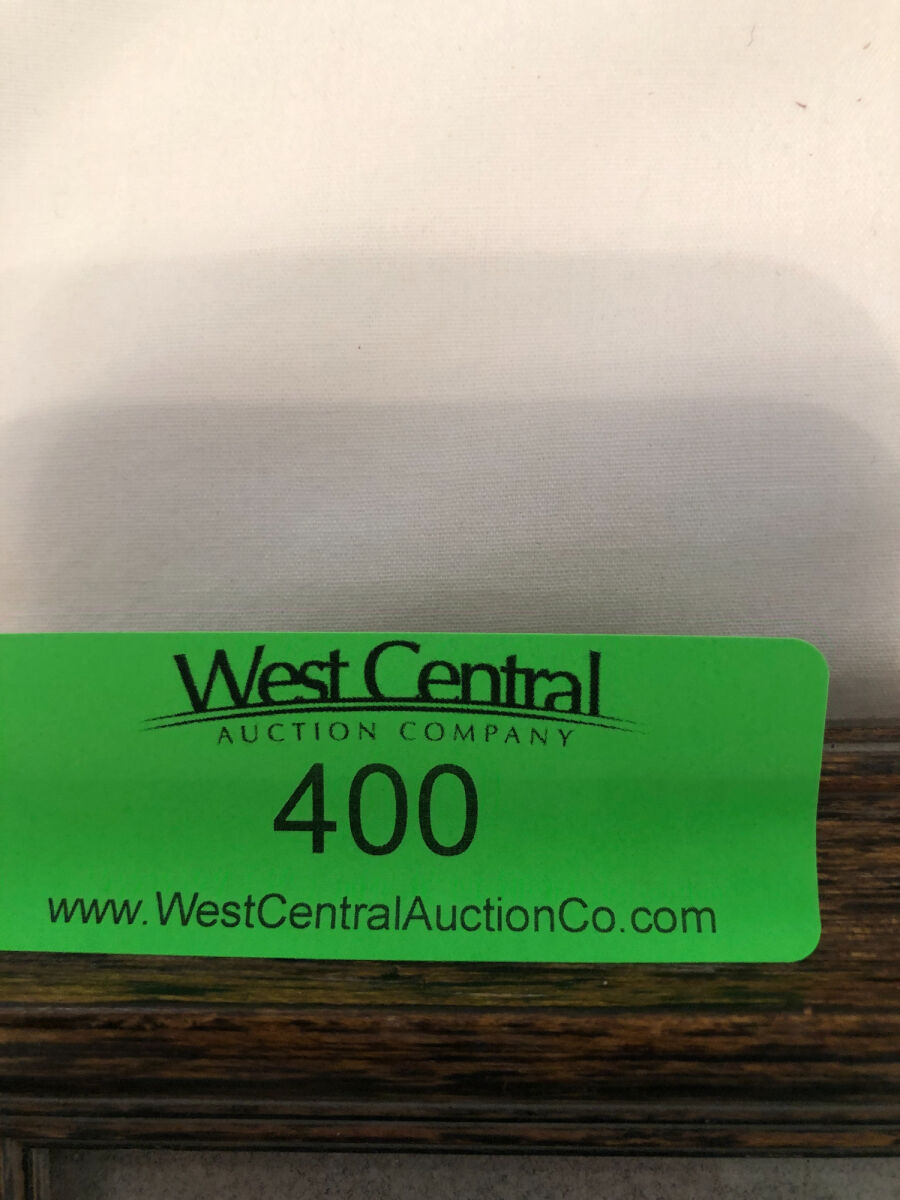 West Central
AUCTION COMPANY
400
www.WestCentralAuctionCo.com